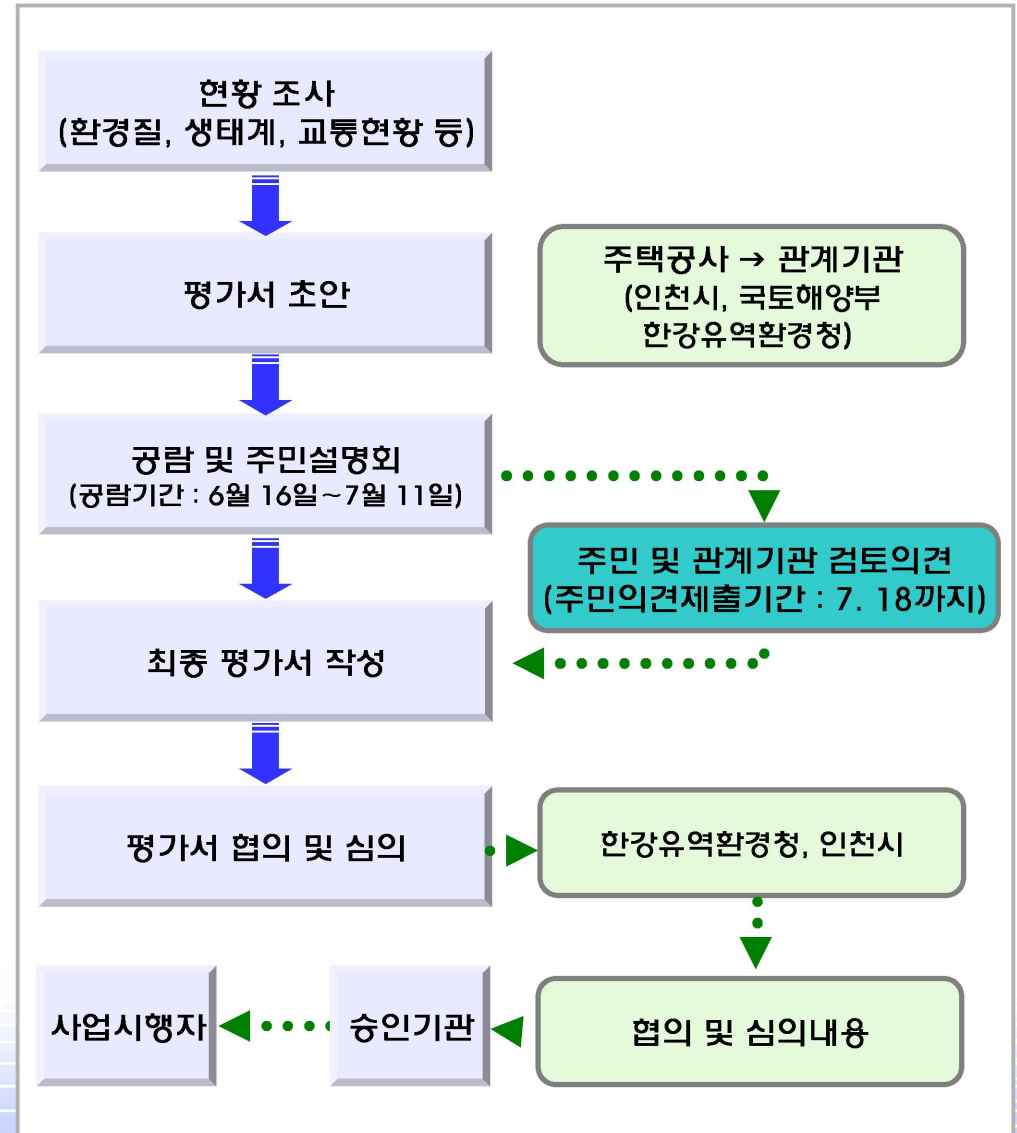 현황 조사
(환경질, 생태계, 교통현황 등)
평가서 초안
주택공사 → 관계기관
(인천시, 국토해양부
한강유역환경청)
공람 및 주민설명회
(공람기간 : 6월 16일~7월 11일)
주민 및 관계기관 검토의견
(주민의견제출기간 : 7. 18까지)
최종 평가서 작성
평가서 협의 및 심의
한강유역환경청, 인천시
사업시행자
승인기관
협의 및 심의내용